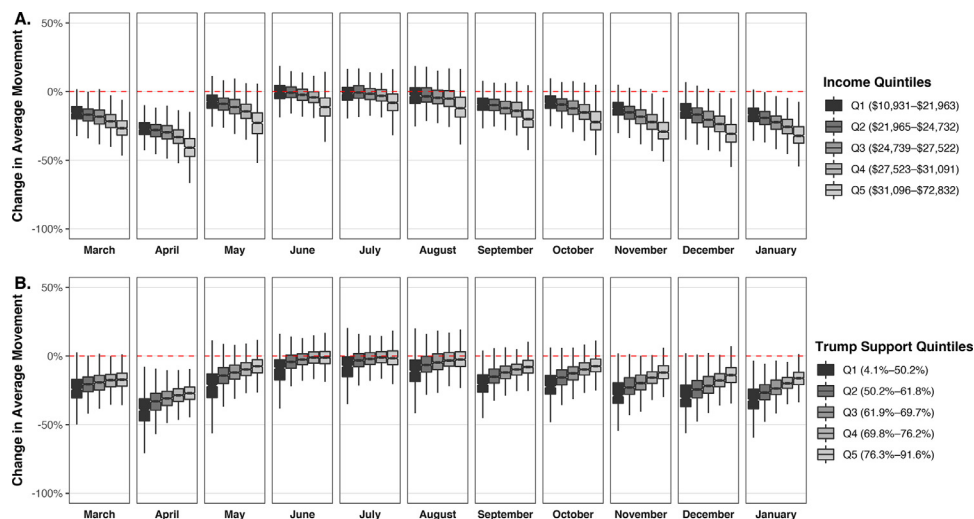 A.
50%
0%
-50%
-100%
Change in Average Movement
March April May June July August September October November December January
Income Quintiles
Q1 ($10,931–$21,963)
Q2 ($21,965–$24,732)
Q3 ($24,739–$27,522)
Q4 ($27,523–$31,091)
Q5 ($31,096–$72,832)
B.
50%
0%
-50%
-100%
Change in Average Movement
March April May June July August September October November December January
Trump Support Quintiles
Q1 (4.1%–50.2%)
Q2 (50.2%–61.8%)
Q3 (61.9%–69.7%)
Q4 (69.8%–76.2%)
Q5 (76.3%–91.6%)